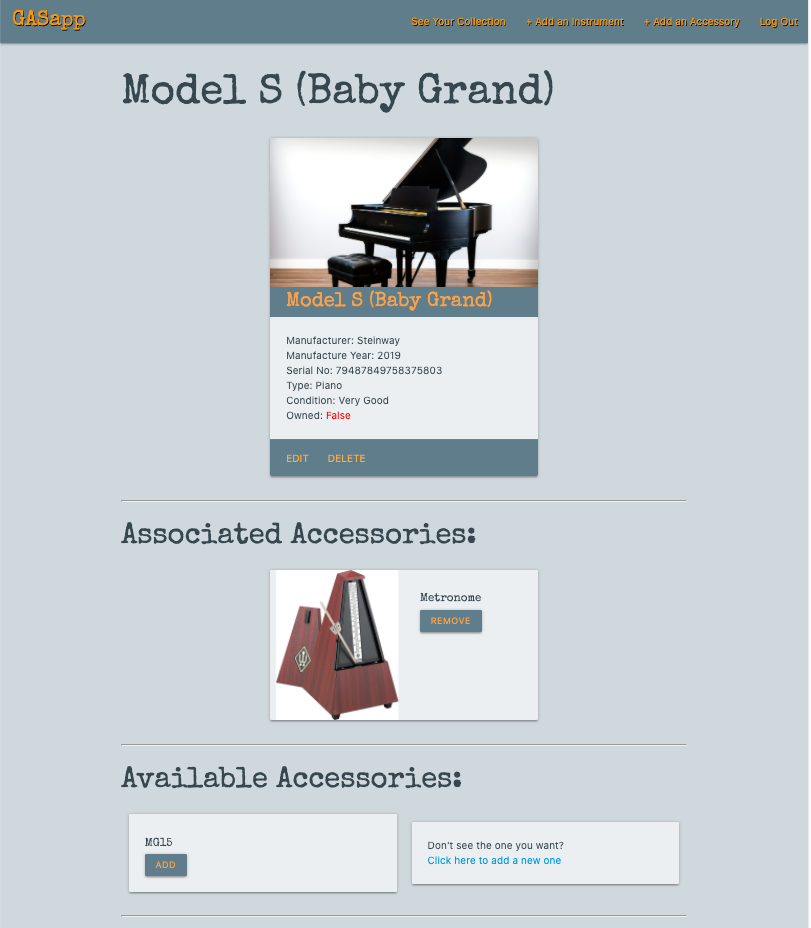 GASapp
See Your Collection
+ Add an Instrument
+ Add an Accessory
Log Out
Model S (Baby Grand)
Model S (Baby Grand)
Manufacturer: Steinway
Manufacture Year: 2019
Serial No: 79487849758375803
Type: Piano
Condition: Very Good
Owned: False
EDIT
DELETE
Associated Accessories:
Metronome
REMOVE
Available Accessories:
MG15
ADD
Don't see the one you want?
Click here to add a new one